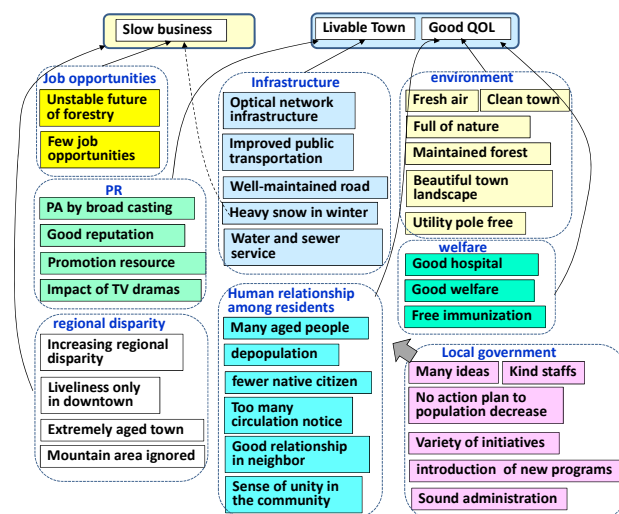 Slow business
Livable Town
Good QOL
Job opportunities
Unstable future
of forestry
Few job
opportunities
PR
PA by broad casting
Good reputation
Promotion resource
Impact of TV dramas
regional disparity
Increasing regional
disparity
Liveliness only
in downtown
Extremely aged town
Mountain area ignored
Infrastructure
Optical network
infrastructure
Improved public
transportation
Well-maintained road
Heavy snow in winter
Water and sewer
service
Human relationship
among residents
Many aged people
depopulation
fewer native citizen
Too many
circulation notice
Good relationship
in neighbor
Sense of unity in
the community
environment
Fresh air
Clean town
Full of nature
Maintained forest
Beautiful town
landscape
Utility pole free
welfare
Good hospital
Good welfare
Free immunization
Local government
Many ideas
Kind staffs
No action plan to
population decrease
Variety of initiatives
introduction of new programs
Sound administration